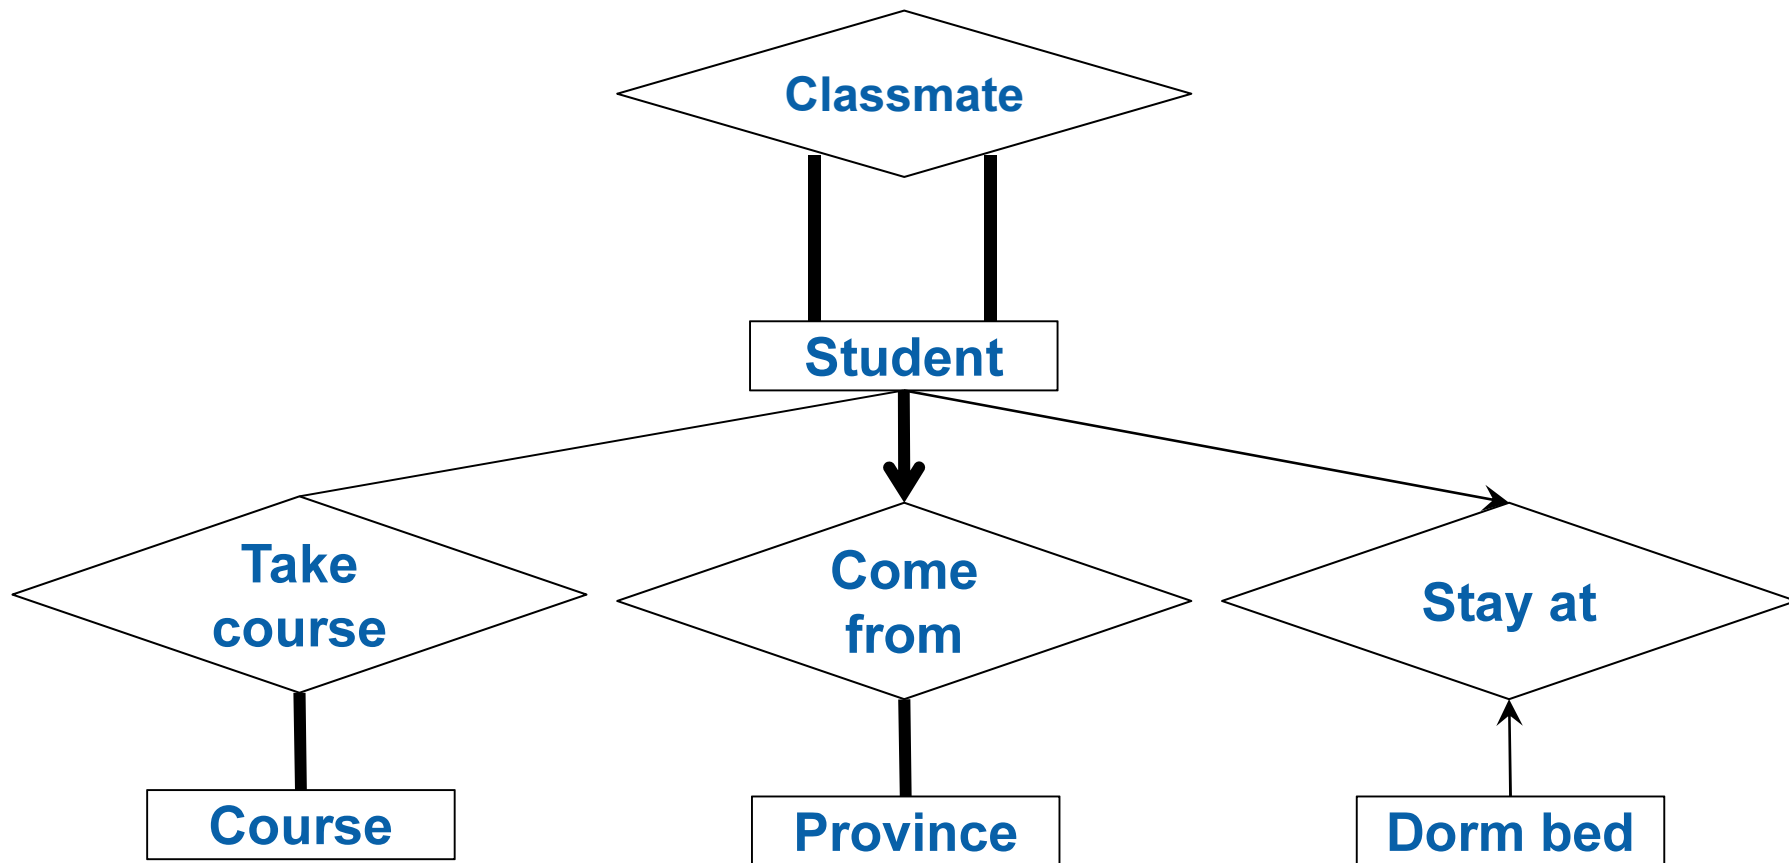 Classmate
Student
Take
course
Come
from
Stay at
Course
Province
Dorm bed